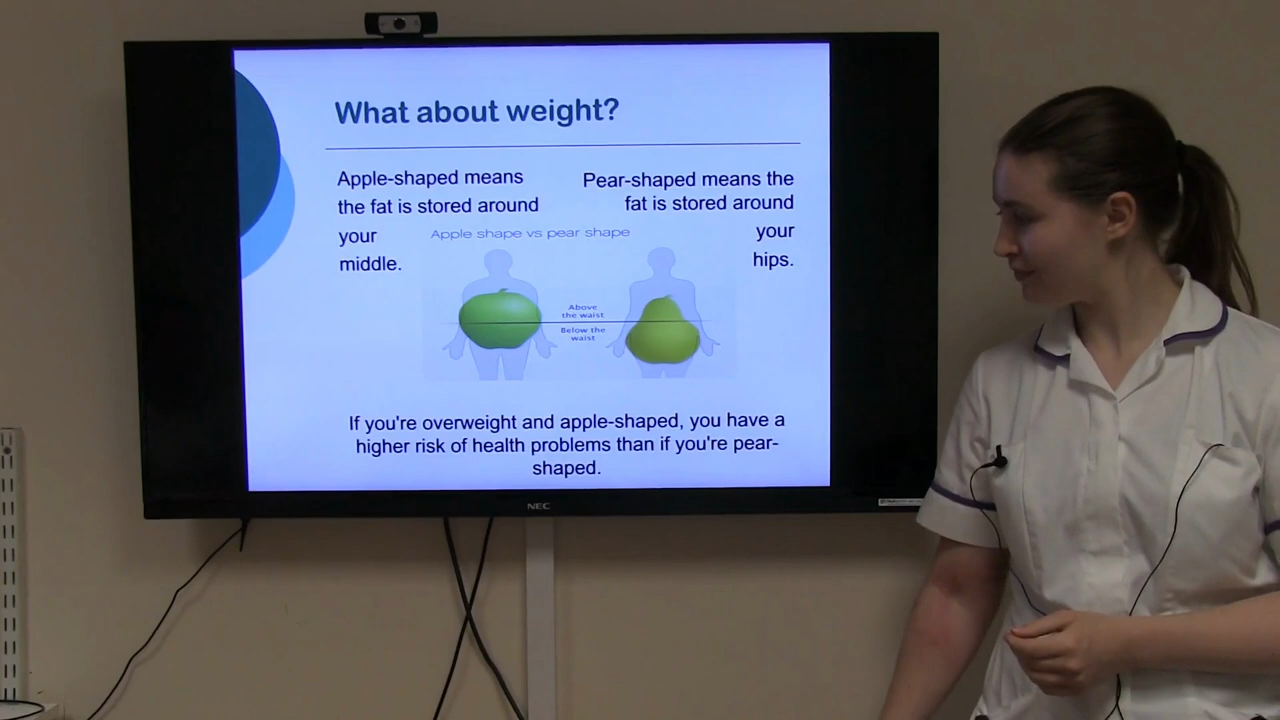 What about weight?
Apple-shaped means
the fat is stored around
your
middle.
Pear-shaped means the
fat is stored around
your
hips.
Apple shape vs pear shape
Above
the waist
Below the
waist
If you're overweight and apple-shaped, you have a
higher risk of health problems than if you're pear-
shaped.
NEC